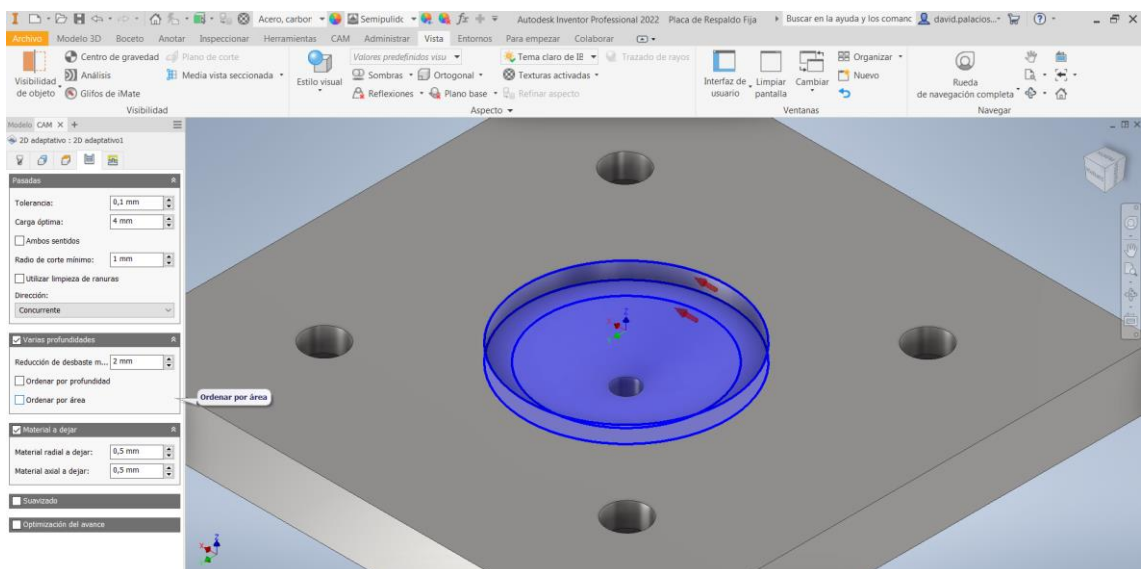 Acero, carbor
Semipulidc
fx
Autodesk Inventor Professional 2022 Placa de Respaldo Fija
Buscar en la ayuda y los comanc
david.palacios...
Archivo Modelo 3D Boceto Anotar Inspeccionar Herramientas CAM Administrar Vista Entornos Para empezar Colaborar
Visibilidad de objeto
Centro de gravedad
Plano de corte
Análisis
Media vista seccionada
Glifos de iMate
Visibilidad
Estilo visual
Valores predefinidos visu
Sombras
Ortogonal
Reflexiones
Plano base
Tema claro de IE
Trazado de rayos
Texturas activadas
Refinar aspecto
Aspecto
Interfaz de usuario
Limpiar pantalla
Cambiar
Organizar
Nuevo
Ventanas
Rueda de navegación completa
Navegar
Modelo CAM × +
2D adaptativo : 2D adaptativo1
Pasadas
Tolerancia: 0,1 mm
Carga óptima: 4 mm
Ambos sentidos
Radio de corte mínimo: 1 mm
Utilizar limpieza de ranuras
Dirección:
Concurrente
Varias profundidades
Reducción de desbaste m... 2 mm
Ordenar por profundidad
Ordenar por área
Ordenar por área
Material a dejar
Material radial a dejar: 0,5 mm
Material axial a dejar: 0,5 mm
Suavizado
Optimización del avance